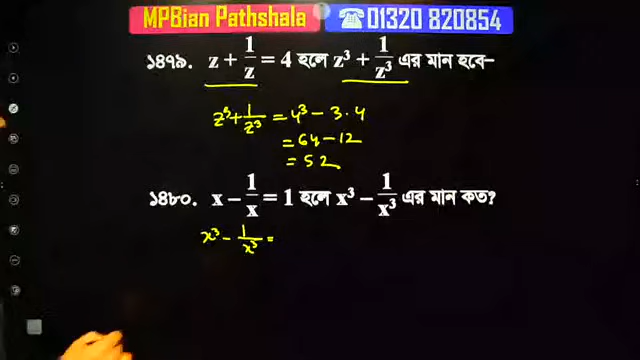 MPBian Pathshala ☎01320 820854
১৪৭৯. z + 1/z = 4 হলে z³ + 1/z³ এর মান হবে–
z³ + 1/z³ = 4³ − 3·4
= 64 − 12
= 52
১৪৮০. x − 1/x = 1 হলে x³ − 1/x³ এর মান কত?
x³ − 1/x³ =